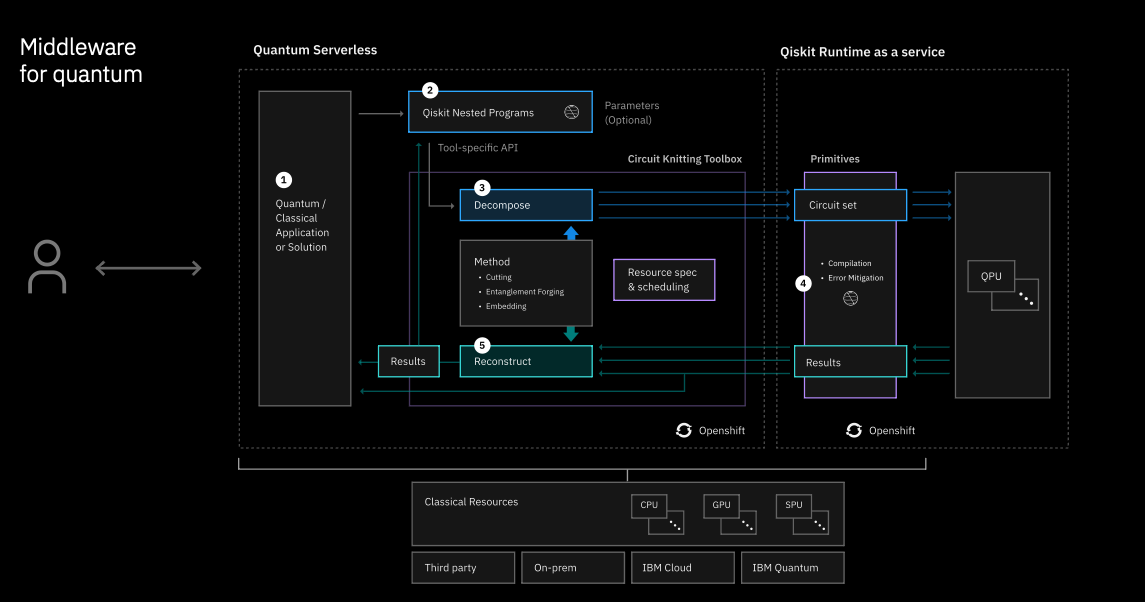 Middleware
for quantum
Quantum Serverless
Qiskit Runtime as a service
1
Quantum /
Classical
Application
or Solution
2
Qiskit Nested Programs
Parameters
(Optional)
Tool-specific API
Circuit Knitting Toolbox
3
Decompose
Method
• Cutting
• Entanglement Forging
• Embedding
Resource spec
& scheduling
5
Reconstruct
Results
Openshift
Primitives
Circuit set
• Compilation
• Error Mitigation
4
Results
QPU
Openshift
Classical Resources
CPU
GPU
SPU
Third party
On-prem
IBM Cloud
IBM Quantum